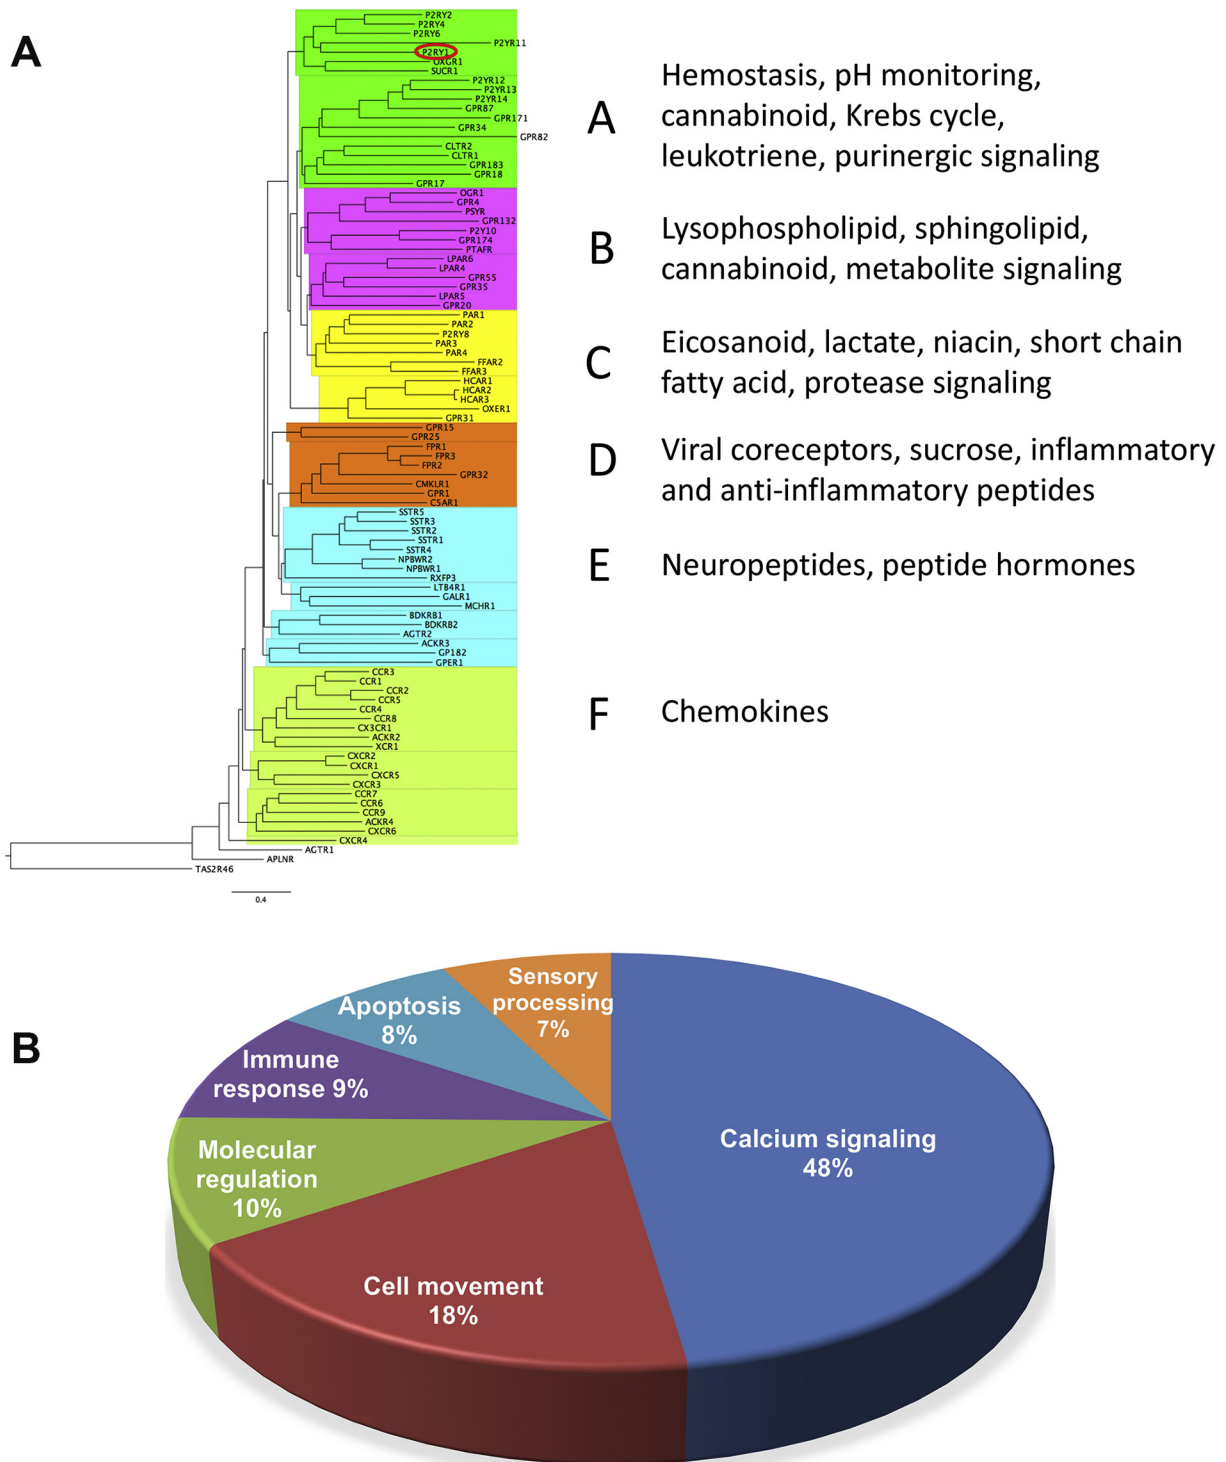 A
P2RY2
P2RY4
P2RY6
P2YR11
P2RY1
OXGR1
SUCR1
P2YR12
P2YR13
P2YR14
GPR87
GPR171
GPR34
GPR82
CLTR2
CLTR1
GPR183
GPR18
GPR17
OGR1
GPR4
PSYR
GPR132
P2Y10
GPR174
PTAFR
LPAR6
LPAR4
GPR55
GPR35
LPAR5
GPR20
PAR1
PAR2
P2RY8
PAR3
PAR4
FFAR2
FFAR3
HCAR1
HCAR2
HCAR3
OXER1
GPR31
GPR15
GPR25
FPR1
FPR3
FPR2
GPR32
CMKLR1
GPR1
C5AR1
SSTR5
SSTR3
SSTR2
SSTR1
SSTR4
NPBWR2
NPBWR1
RXFP3
LTB4R1
GALR1
MCHR1
BDKRB1
BDKRB2
AGTR2
ACKR3
GP182
GPER1
CCR3
CCR1
CCR2
CCR5
CCR4
CCR8
CX3CR1
ACKR2
XCR1
CXCR2
CXCR1
CXCR5
CXCR3
CCR7
CCR6
CCR9
ACKR4
CXCR6
CXCR4
AGTR1
APLNR
TAS2R46
0.4
A
Hemostasis, pH monitoring,
cannabinoid, Krebs cycle,
leukotriene, purinergic signaling
B
Lysophospholipid, sphingolipid,
cannabinoid, metabolite signaling
C
Eicosanoid, lactate, niacin, short chain
fatty acid, protease signaling
D
Viral coreceptors, sucrose, inflammatory
and anti-inflammatory peptides
E
Neuropeptides, peptide hormones
F
Chemokines
B
Sensory
processing
7%
Apoptosis
8%
Immune
response 9%
Molecular
regulation
10%
Cell movement
18%
Calcium signaling
48%